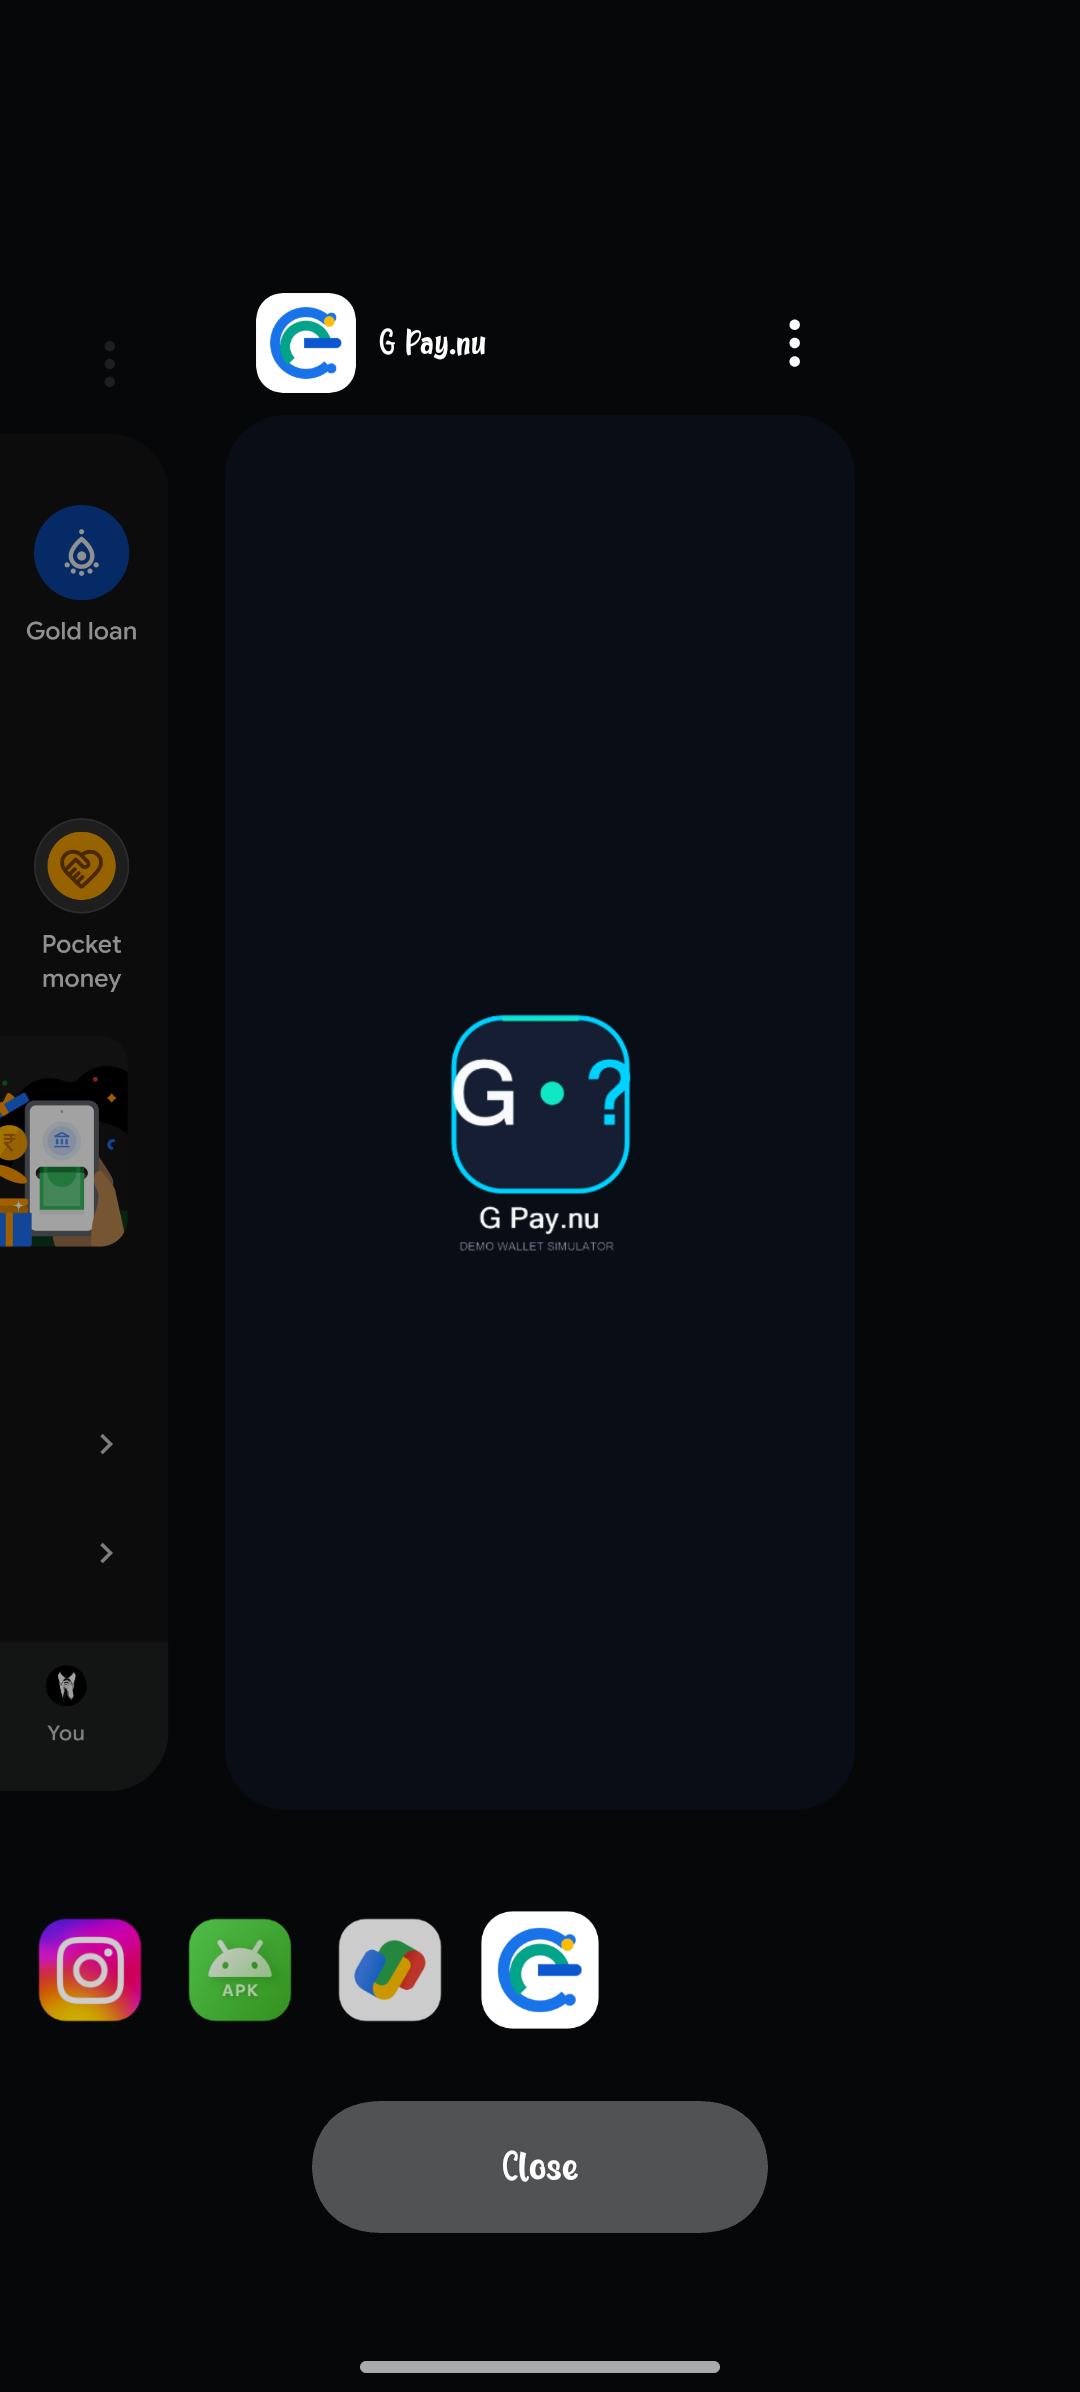 G Pay.nu
Gold loan
Pocket
money
G • ?
G Pay.nu
DEMO WALLET SIMULATOR
You
APK
Close